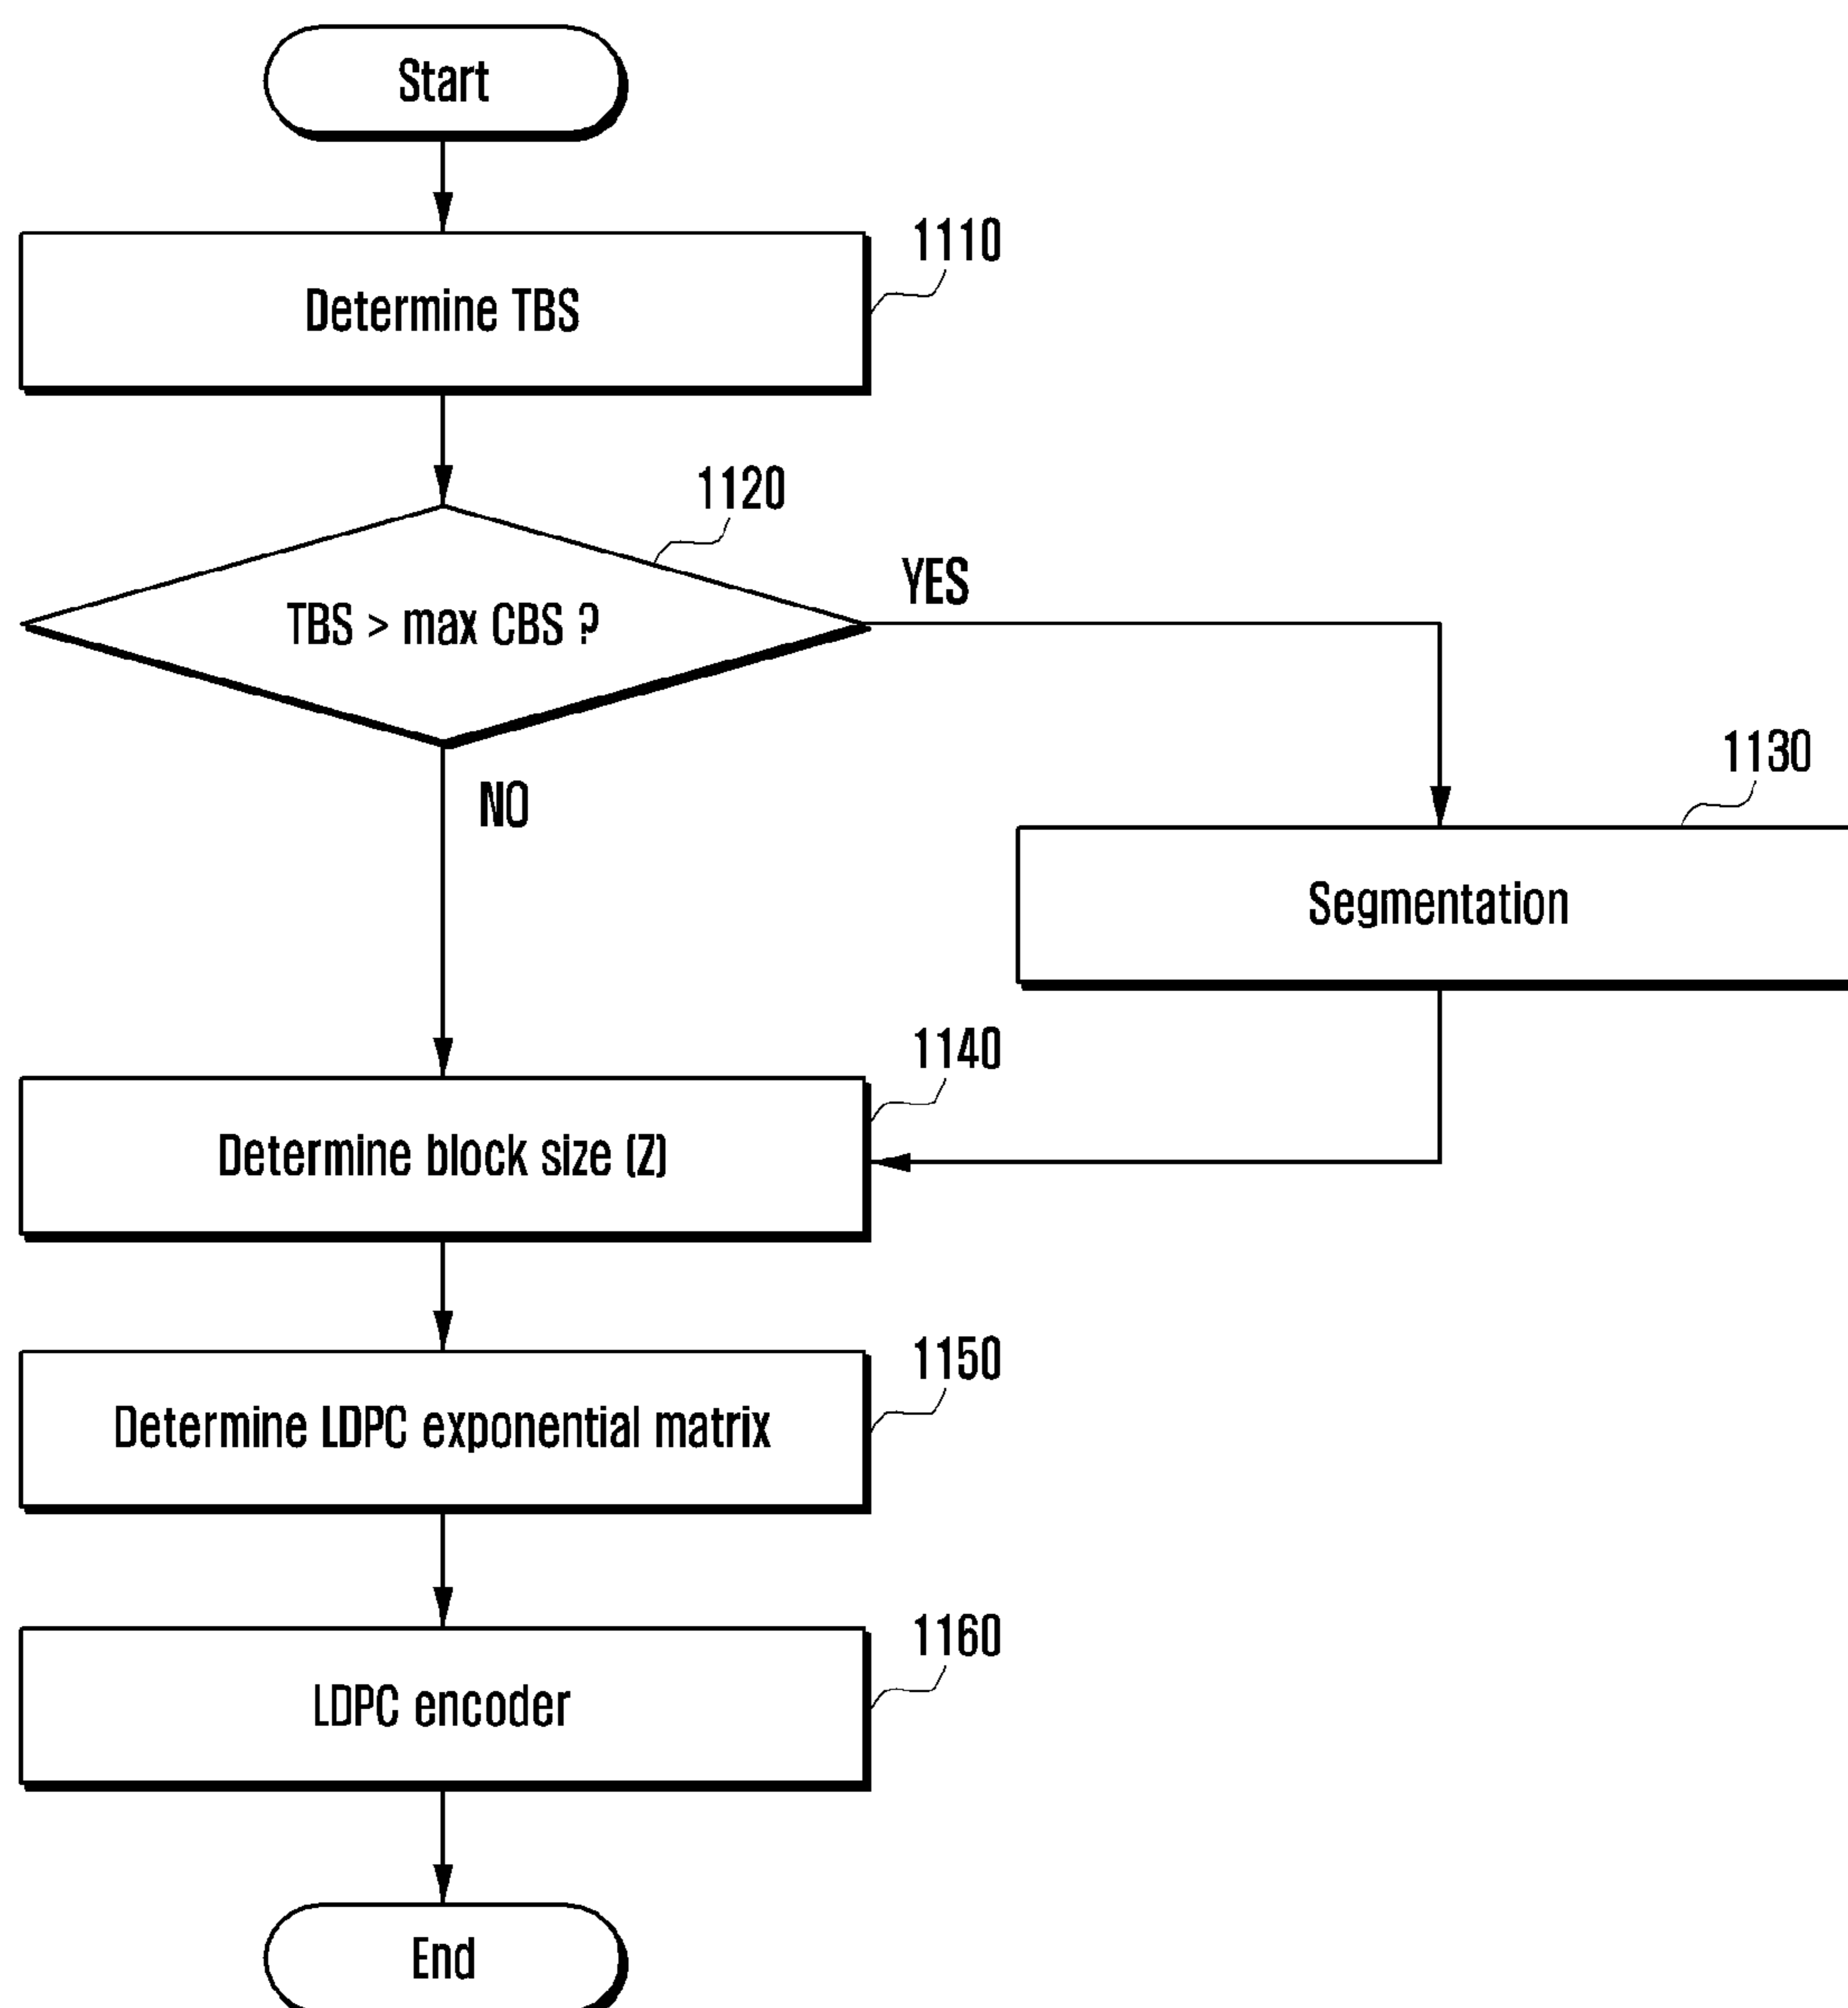 Start
1110
Determine TBS
1120
TBS > max CBS ?
YES
NO
1130
Segmentation
1140
Determine block size (Z)
1150
Determine LDPC exponential matrix
1160
LDPC encoder
End